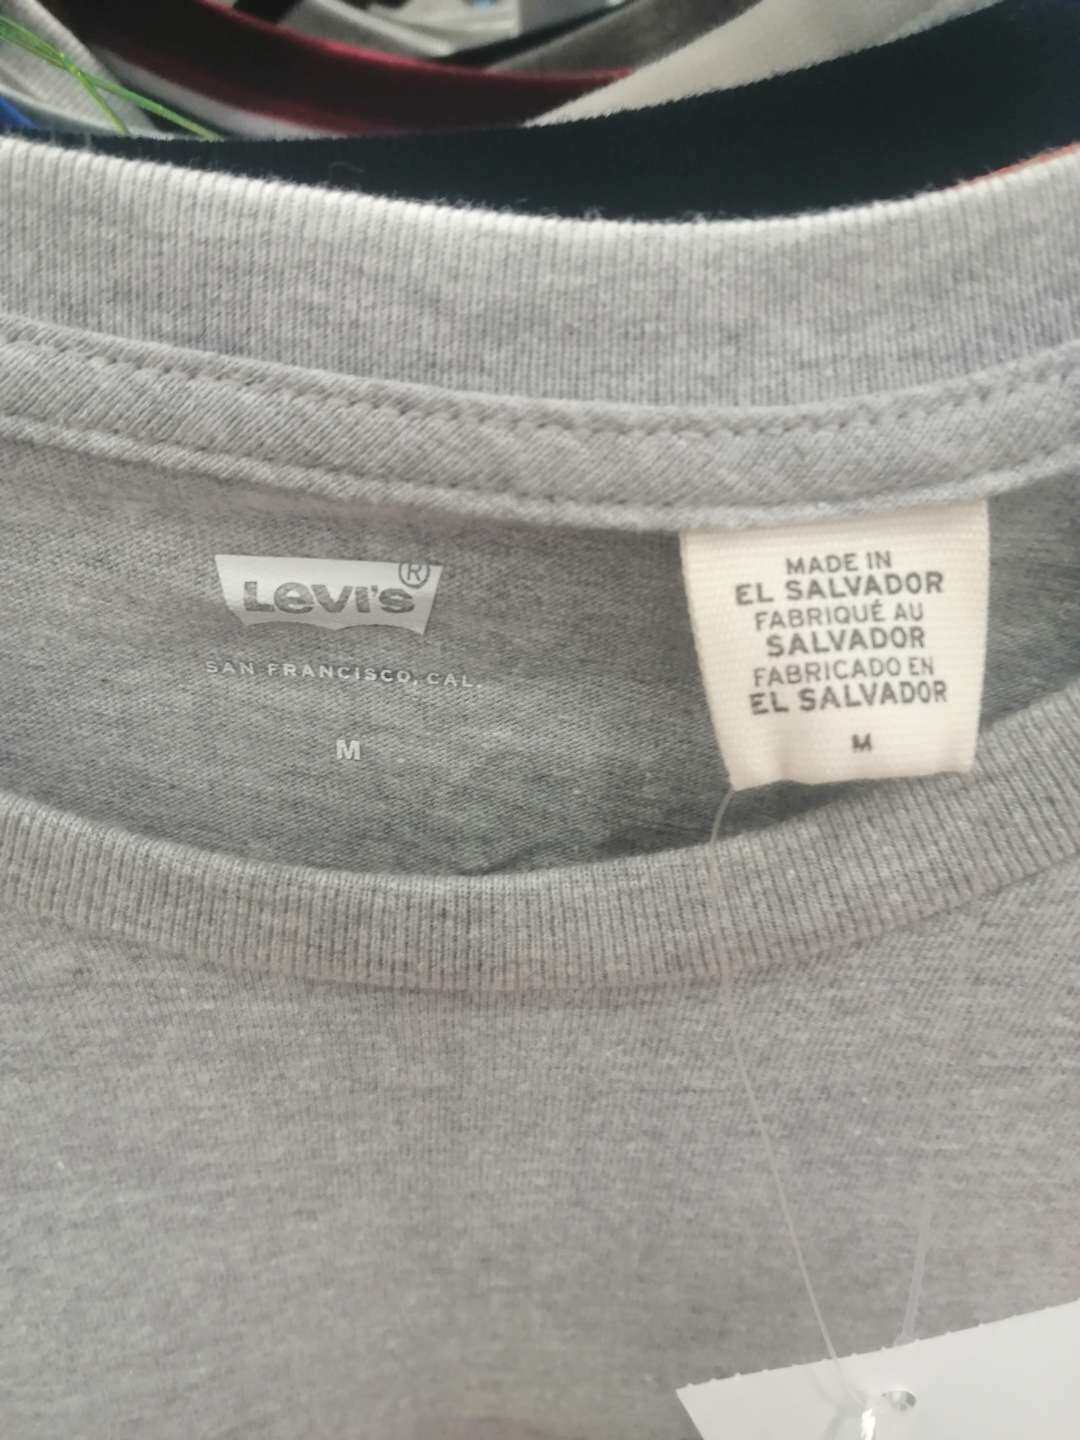 Levi's®
SAN FRANCISCO, CAL.
M
MADE IN
EL SALVADOR
FABRIQUÉ AU
SALVADOR
FABRICADO EN
EL SALVADOR
M